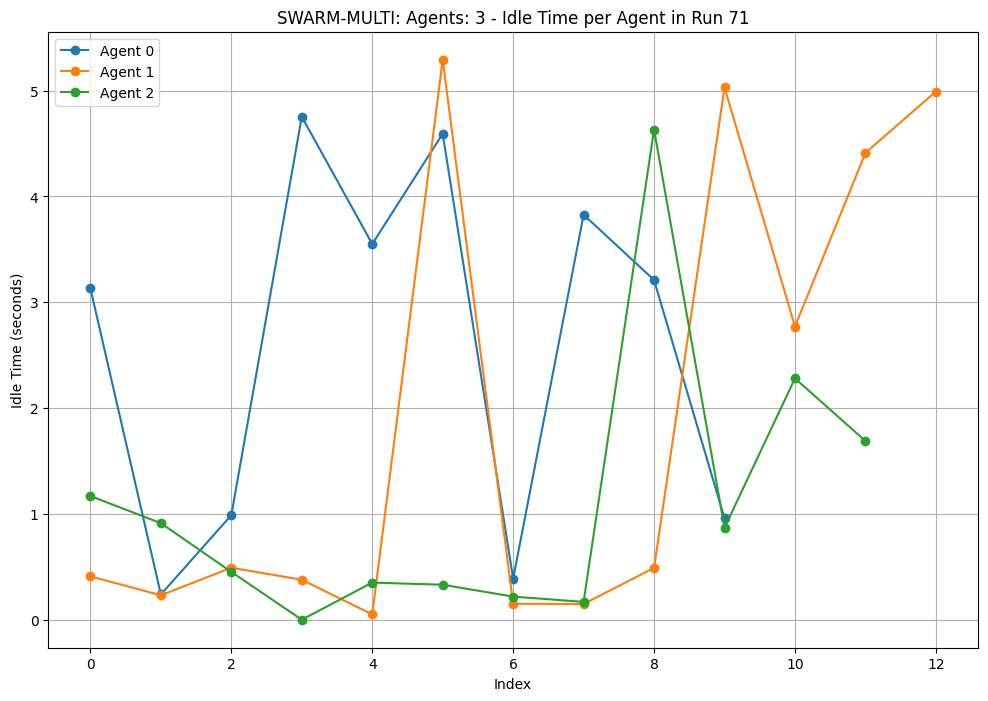 SWARM-MULTI: Agents: 3 - Idle Time per Agent in Run 71
Agent 0
Agent 1
Agent 2
Idle Time (seconds)
5
4
3
2
1
0
0 2 4 6 8 10 12
Index